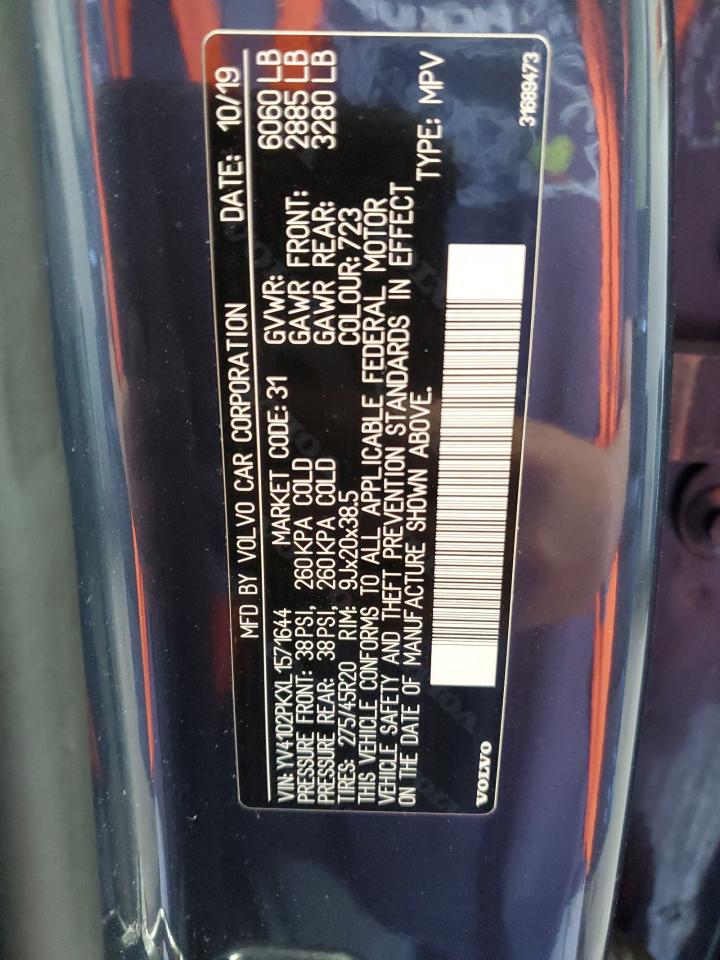 MFD BY VOLVO CAR CORPORATION DATE: 10/19
VIN: YV4102PKXL1571644 MARKET CODE: 31 GVWR: 6060 LB
PRESSURE FRONT: 38PSI, 260KPA COLD GAWR FRONT: 2885 LB
PRESSURE REAR: 38PSI, 260KPA COLD GAWR REAR: 3280 LB
TIRES: 275/45R20 RIM: 9Jx20x38.5 COLOUR: 723
THIS VEHICLE CONFORMS TO ALL APPLICABLE FEDERAL MOTOR
VEHICLE SAFETY AND THEFT PREVENTION STANDARDS IN EFFECT
ON THE DATE OF MANUFACTURE SHOWN ABOVE. TYPE: MPV
VOLVO 31689473